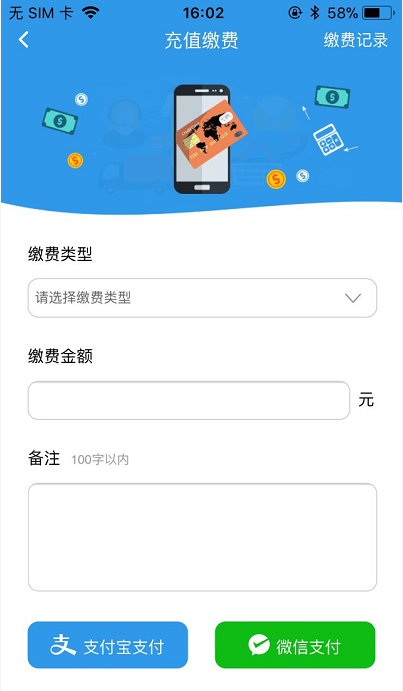 无 SIM 卡 16:02 58%
充值缴费 缴费记录
缴费类型
请选择缴费类型
缴费金额
元
备注 100字以内
支付宝支付 微信支付